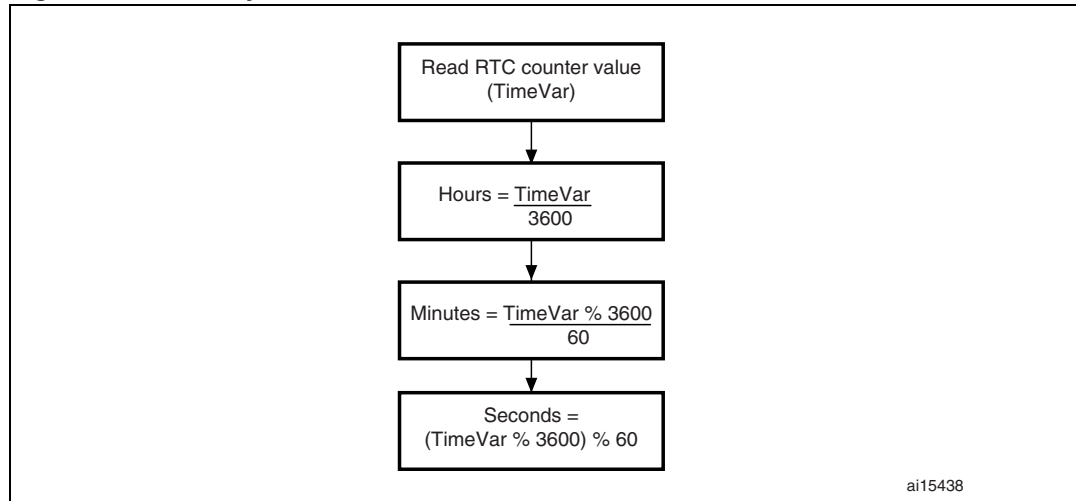 Read RTC counter value
(TimeVar)
Hours = TimeVar
3600
Minutes = TimeVar % 3600
60
Seconds =
(TimeVar % 3600) % 60
ai15438